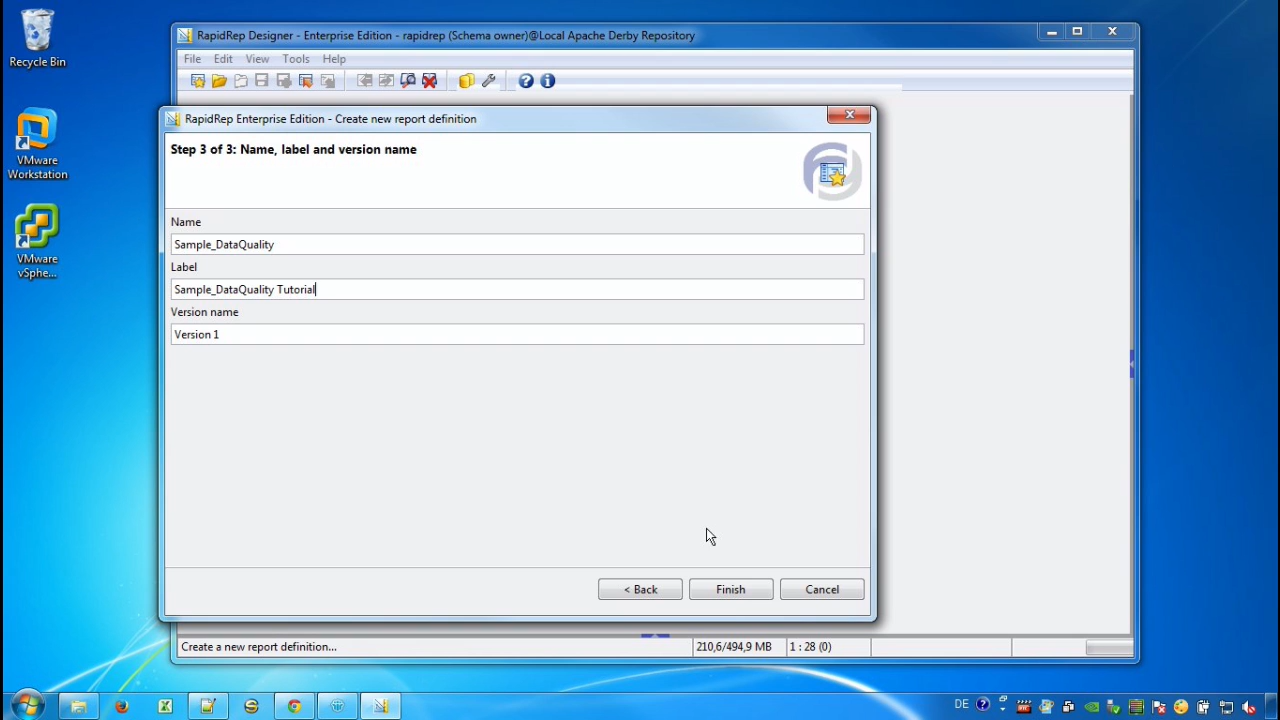 Recycle Bin
VMware
Workstation
VMware
vSphe...
RapidRep Designer - Enterprise Edition - rapidrep (Schema owner)@Local Apache Derby Repository
File Edit View Tools Help
RapidRep Enterprise Edition - Create new report definition
Step 3 of 3: Name, label and version name
Name
Sample_DataQuality
Label
Sample_DataQuality Tutorial
Version name
Version 1
< Back Finish Cancel
Create a new report definition... 210,6/494,9 MB 1 : 28 (0)
DE